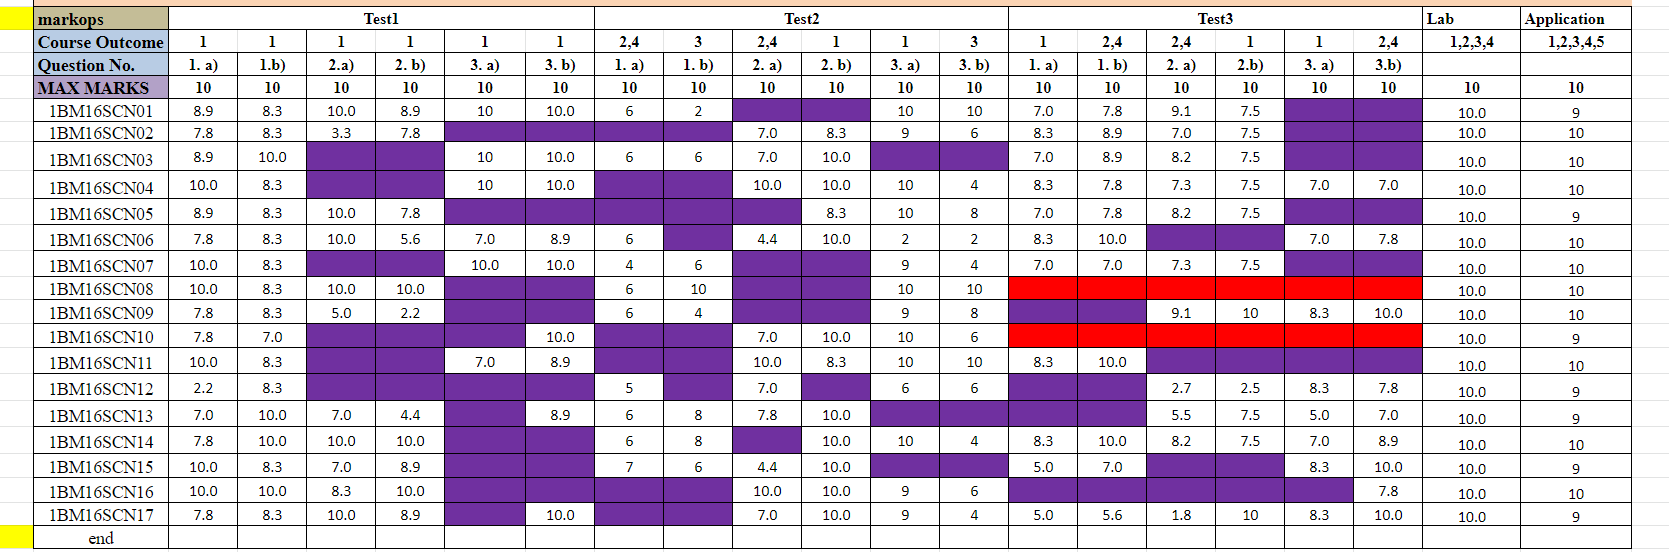 markops Test1 Test2 Test3 Lab Application
Course Outcome 1 1 1 1 1 1 2,4 3 2,4 1 1 3 1 2,4 2,4 1 1 2,4 1,2,3,4 1,2,3,4,5
Question No. 1. a) 1.b) 2.a) 2. b) 3. a) 3. b) 1. a) 1. b) 2. a) 2. b) 3. a) 3. b) 1. a) 1. b) 2. a) 2.b) 3. a) 3.b)
MAX MARKS 10 10 10 10 10 10 10 10 10 10 10 10 10 10 10 10 10 10 10 10
1BM16SCN01 8.9 8.3 10.0 8.9 10 10.0 6 2 10 10 7.0 7.8 9.1 7.5 10.0 9
1BM16SCN02 7.8 8.3 3.3 7.8 7.0 8.3 9 6 8.3 8.9 7.0 7.5 10.0 10
1BM16SCN03 8.9 10.0 10 10.0 6 6 7.0 10.0 7.0 8.9 8.2 7.5 10.0 10
1BM16SCN04 10.0 8.3 10 10.0 10.0 10.0 10 4 8.3 7.8 7.3 7.5 7.0 7.0 10.0 10
1BM16SCN05 8.9 8.3 10.0 7.8 8.3 10 8 7.0 7.8 8.2 7.5 10.0 9
1BM16SCN06 7.8 8.3 10.0 5.6 7.0 8.9 6 4.4 10.0 2 2 8.3 10.0 7.0 7.8 10.0 10
1BM16SCN07 10.0 8.3 10.0 10.0 4 6 9 4 7.0 7.0 7.3 7.5 10.0 10
1BM16SCN08 10.0 8.3 10.0 10.0 6 10 10 10 10.0 10
1BM16SCN09 7.8 8.3 5.0 2.2 6 4 9 8 9.1 10 8.3 10.0 10.0 10
1BM16SCN10 7.8 7.0 10.0 7.0 10.0 10 6 10.0 9
1BM16SCN11 10.0 8.3 7.0 8.9 10.0 8.3 10 10 8.3 10.0 10.0 10
1BM16SCN12 2.2 8.3 5 7.0 6 6 2.7 2.5 8.3 7.8 10.0 9
1BM16SCN13 7.0 10.0 7.0 4.4 8.9 6 8 7.8 10.0 5.5 7.5 5.0 7.0 10.0 9
1BM16SCN14 7.8 10.0 10.0 10.0 6 8 10.0 10 4 8.3 10.0 8.2 7.5 7.0 8.9 10.0 10
1BM16SCN15 10.0 8.3 7.0 8.9 7 6 4.4 10.0 5.0 7.0 8.3 10.0 10.0 9
1BM16SCN16 10.0 10.0 8.3 10.0 10.0 10.0 9 6 7.8 10.0 10
1BM16SCN17 7.8 8.3 10.0 8.9 10.0 7.0 10.0 9 4 5.0 5.6 1.8 10 8.3 10.0 10.0 9
end